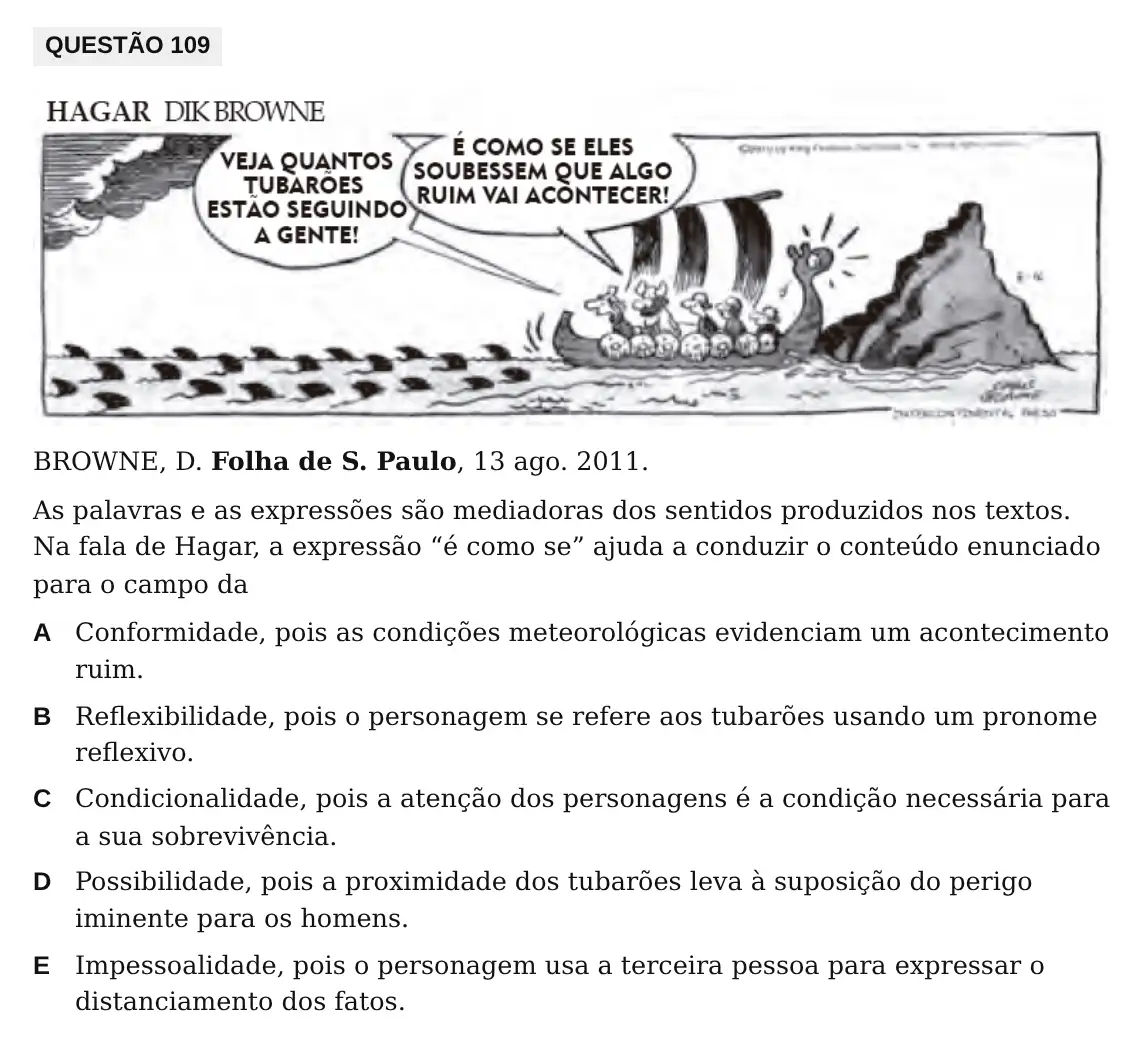 QUESTÃO 109
HAGAR DIK BROWNE
VEJA QUANTOS
TUBARÕES
ESTÃO SEGUINDO
A GENTE!
É COMO SE ELES
SOUBESSEM QUE ALGO
RUIM VAI ACONTECER!
INTERCONTINENTAL PRESS
BROWNE, D. Folha de S. Paulo, 13 ago. 2011.
As palavras e as expressões são mediadoras dos sentidos produzidos nos textos.
Na fala de Hagar, a expressão “é como se” ajuda a conduzir o conteúdo enunciado
para o campo da
A Conformidade, pois as condições meteorológicas evidenciam um acontecimento
ruim.
B Reflexibilidade, pois o personagem se refere aos tubarões usando um pronome
reflexivo.
C Condicionalidade, pois a atenção dos personagens é a condição necessária para
a sua sobrevivência.
D Possibilidade, pois a proximidade dos tubarões leva à suposição do perigo
iminente para os homens.
E Impessoalidade, pois o personagem usa a terceira pessoa para expressar o
distanciamento dos fatos.